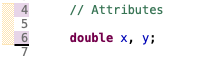 4 // Attributes
5
6 double x, y;
7